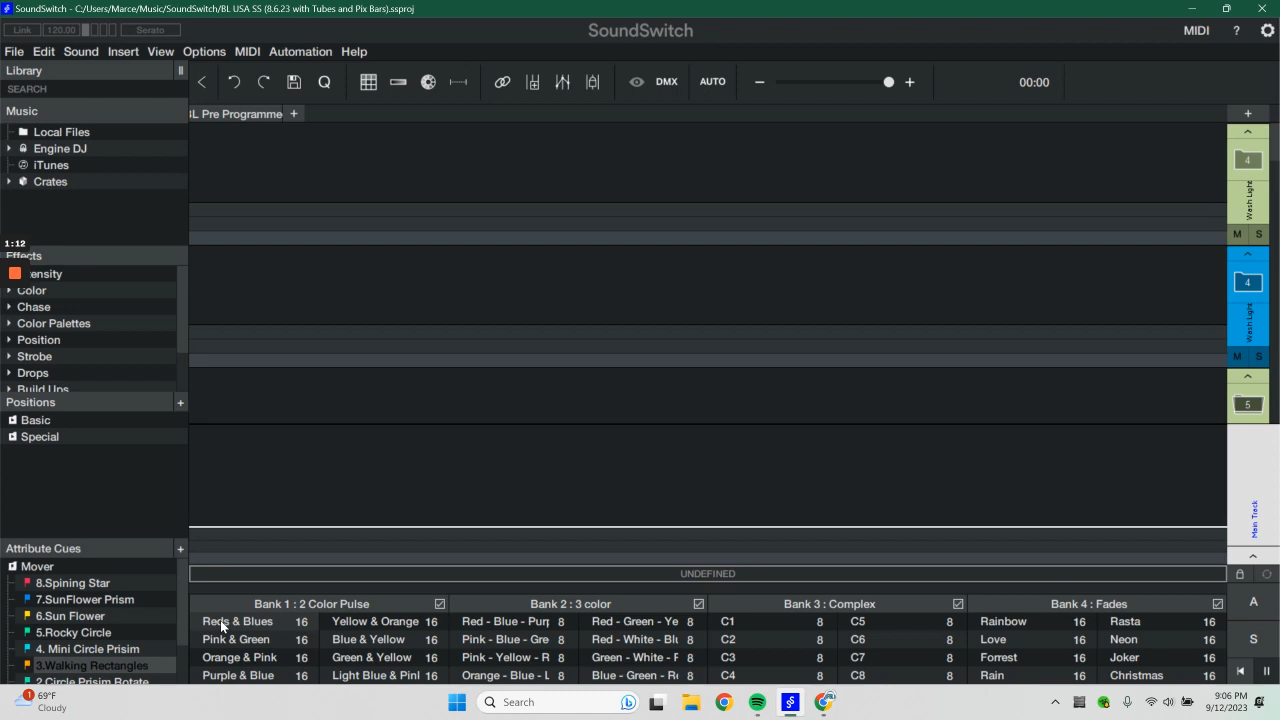 SoundSwitch - C:/Users/Marce/Music/SoundSwitch/BL USA SS (8.6.23 with Tubes and Pix Bars).ssproj
Link 120.00 Serato
SoundSwitch
MIDI ?
File Edit Sound Insert View Options MIDI Automation Help
Library
SEARCH
Q DMX AUTO 00:00
Music
BL Pre Programme +
Local Files
Engine DJ
iTunes
Crates
4
Wash Light
M S
1:12
Effects
ensity
Color
Chase
Color Palettes
Position
Strobe
Drops
Build Ups
4
Wash Light
M S
5
Positions +
Basic
Special
Main Track
Attribute Cues +
Mover
8.Spining Star
7.SunFlower Prism
6.Sun Flower
5.Rocky Circle
4. Mini Circle Prisim
3.Walking Rectangles
2.Circle Prisim Rotate
UNDEFINED
Bank 1 : 2 Color Pulse Bank 2 : 3 color Bank 3 : Complex Bank 4 : Fades
Reds & Blues 16 Yellow & Orange 16 Red - Blue - Purp 8 Red - Green - Ye 8 C1 8 C5 8 Rainbow 16 Rasta 16
Pink & Green 16 Blue & Yellow 16 Pink - Blue - Gre 8 Red - White - Blu 8 C2 8 C6 8 Love 16 Neon 16
Orange & Pink 16 Green & Yellow 16 Pink - Yellow - R 8 Green - White - F 8 C3 8 C7 8 Forrest 16 Joker 16
Purple & Blue 16 Light Blue & Pinl 16 Orange - Blue - L 8 Blue - Green - R 8 C4 8 C8 8 Rain 16 Christmas 16
A
S
1
69°F
Cloudy
Search
9:06 PM
9/12/2023